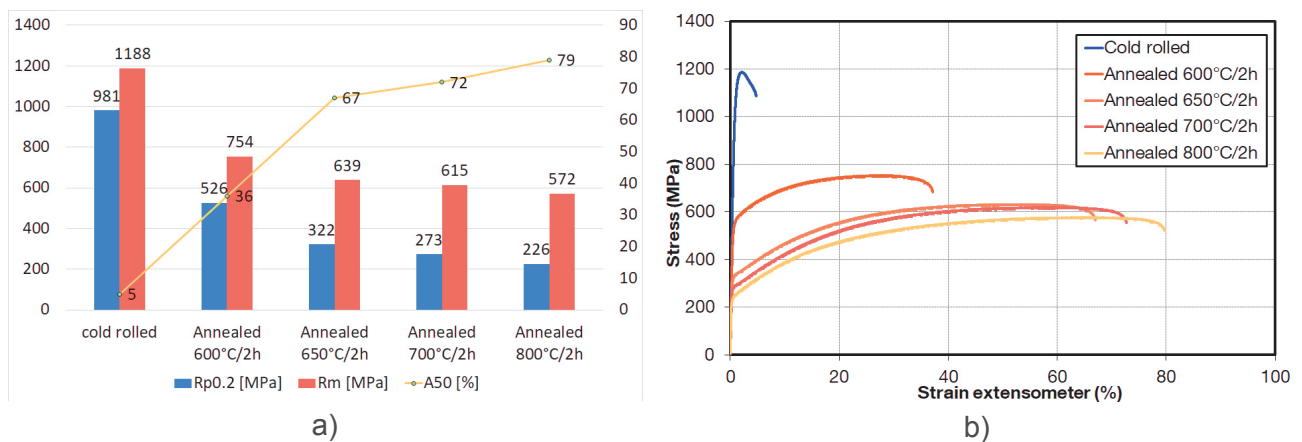 1400
1200
1000
800
600
400
200
0
90
80
70
60
50
40
30
20
10
0
981
1188
526
754
322
639
273
615
226
572
5
36
67
72
79
cold rolled
Annealed
600°C/2h
Annealed
650°C/2h
Annealed
700°C/2h
Annealed
800°C/2h
Rp0.2 [MPa]
Rm [MPa]
A50 [%]
a)
Stress (MPa)
1400
1200
1000
800
600
400
200
0
Cold rolled
Annealed 600°C/2h
Annealed 650°C/2h
Annealed 700°C/2h
Annealed 800°C/2h
0
20
40
60
80
100
Strain extensometer (%)
b)